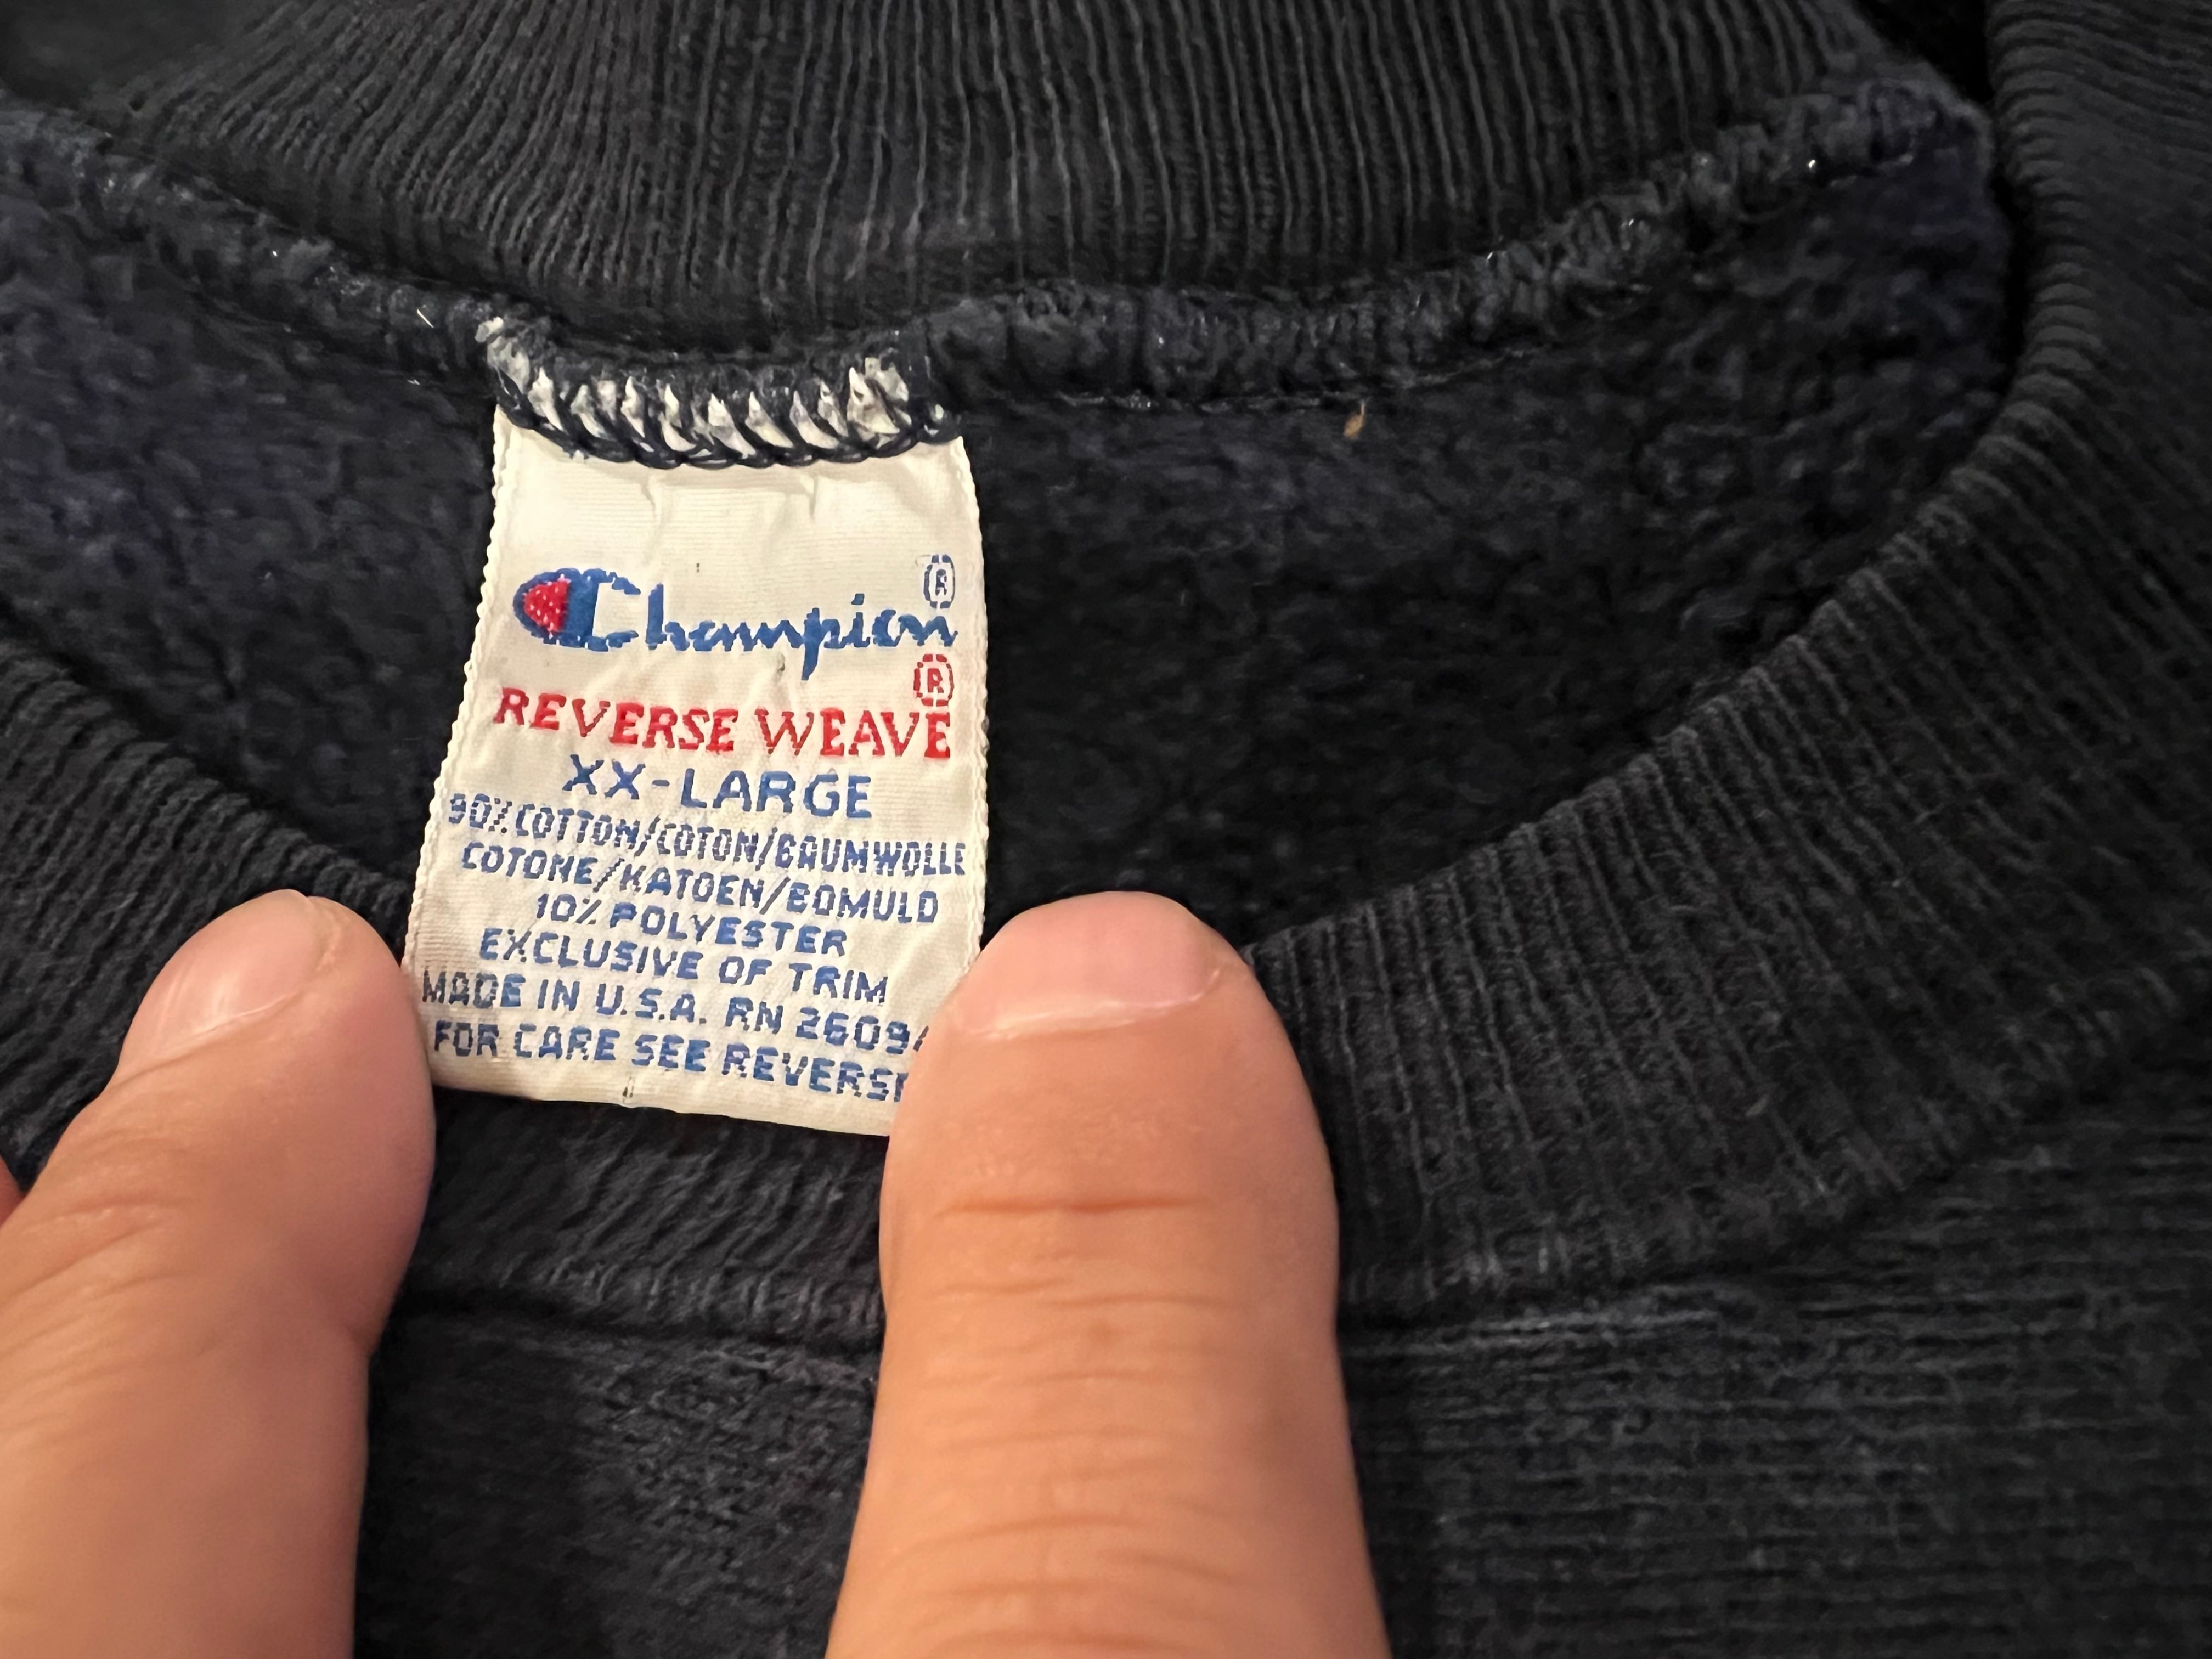 Champion®
®
REVERSE WEAVE
XX-LARGE
90% COTTON/COTON/BAUMWOLLE
COTONE/KATOEN/BOMULD
10% POLYESTER
EXCLUSIVE OF TRIM
MADE IN U.S.A. RN 2609
FOR CARE SEE REVERSE